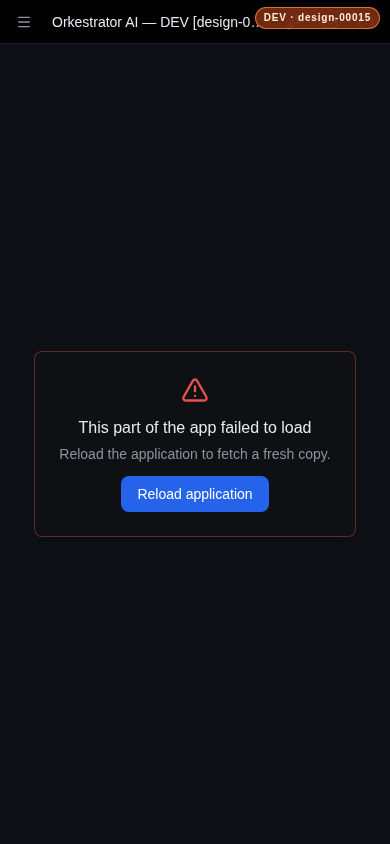 Orkestrator AI — DEV [design-0…
DEV · design-00015
This part of the app failed to load
Reload the application to fetch a fresh copy.
Reload application